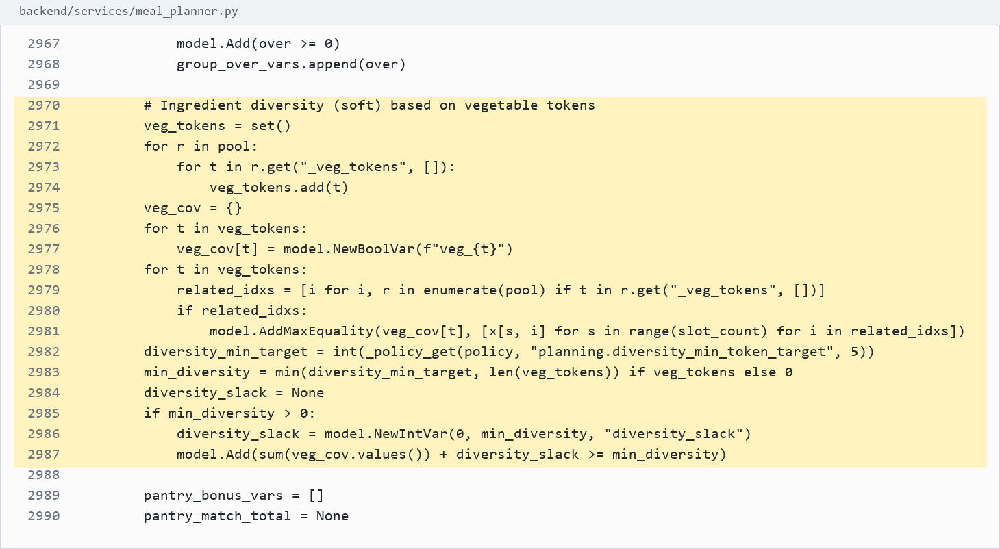 backend/services/meal_planner.py
2967 model.Add(over >= 0)
2968 group_over_vars.append(over)
2969
2970 # Ingredient diversity (soft) based on vegetable tokens
2971 veg_tokens = set()
2972 for r in pool:
2973 for t in r.get("_veg_tokens", []):
2974 veg_tokens.add(t)
2975 veg_cov = {}
2976 for t in veg_tokens:
2977 veg_cov[t] = model.NewBoolVar(f"veg_{t}")
2978 for t in veg_tokens:
2979 related_idxs = [i for i, r in enumerate(pool) if t in r.get("_veg_tokens", [])]
2980 if related_idxs:
2981 model.AddMaxEquality(veg_cov[t], [x[s, i] for s in range(slot_count) for i in related_idxs])
2982 diversity_min_target = int(_policy_get(policy, "planning.diversity_min_token_target", 5))
2983 min_diversity = min(diversity_min_target, len(veg_tokens)) if veg_tokens else 0
2984 diversity_slack = None
2985 if min_diversity > 0:
2986 diversity_slack = model.NewIntVar(0, min_diversity, "diversity_slack")
2987 model.Add(sum(veg_cov.values()) + diversity_slack >= min_diversity)
2988
2989 pantry_bonus_vars = []
2990 pantry_match_total = None